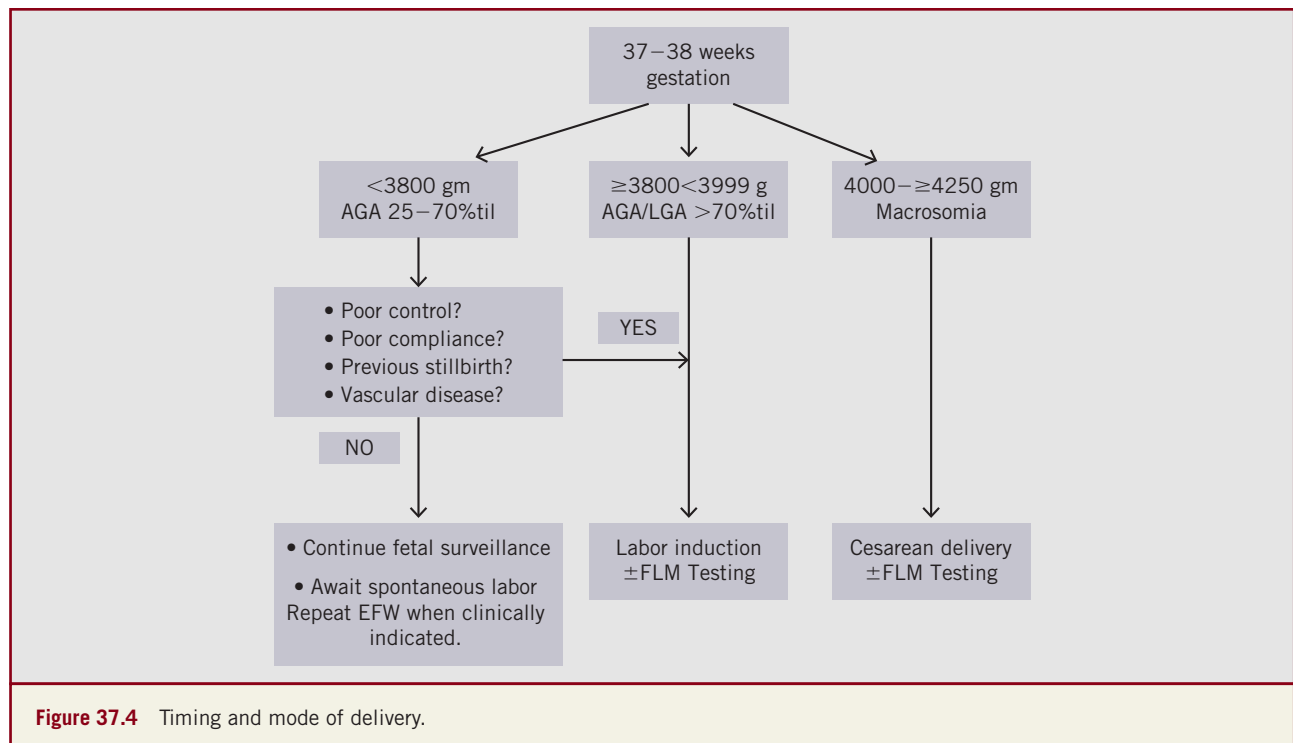 37–38 weeks
gestation
<3800 gm
AGA 25–70%til
≥3800<3999 g
AGA/LGA >70%til
4000–≥4250 gm
Macrosomia
• Poor control?
• Poor compliance?
• Previous stillbirth?
• Vascular disease?
YES
NO
• Continue fetal surveillance
• Await spontaneous labor
Repeat EFW when clinically
indicated.
Labor induction
±FLM Testing
Cesarean delivery
±FLM Testing
Figure 37.4 Timing and mode of delivery.